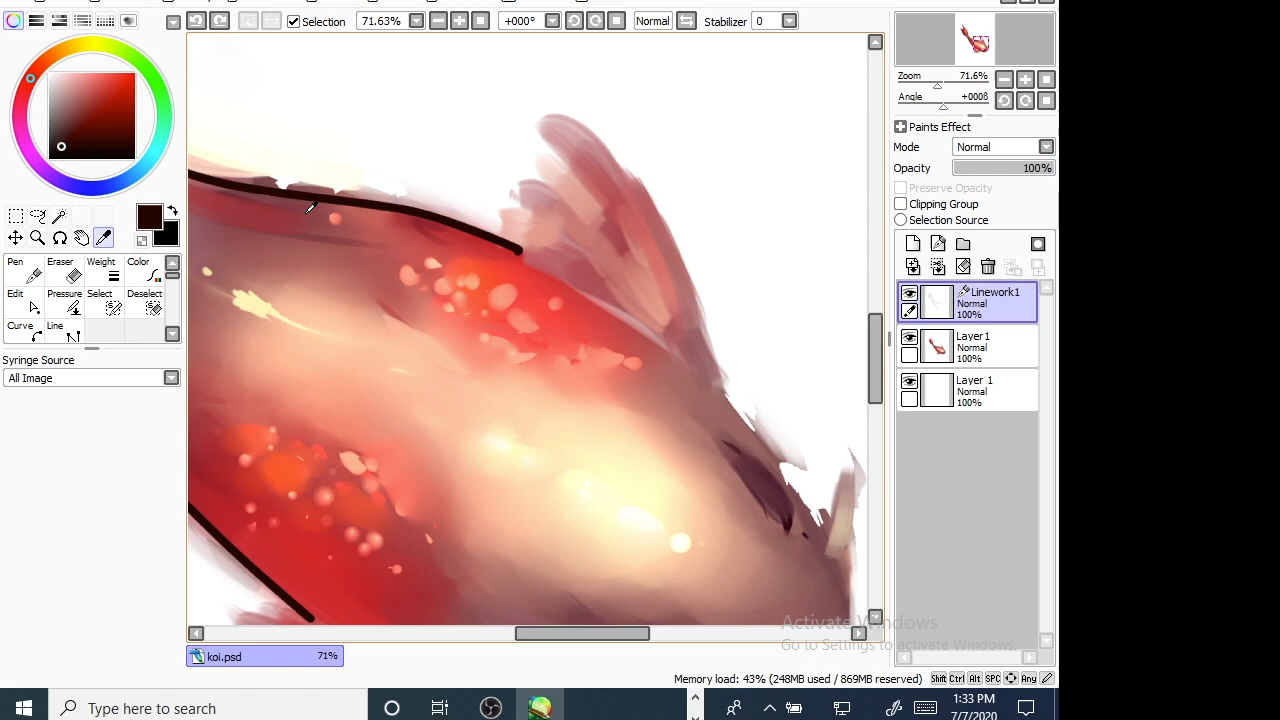 Selection 71.63% +000° Normal Stabilizer 0
Zoom 71.6%
Angle +0008
Paints Effect
Mode Normal
Opacity 100%
Preserve Opacity
Clipping Group
Selection Source
Pen Eraser Weight Color
Edit Pressure Select Deselect
Curve Line
Syringe Source
All Image
Linework1
Normal
100%
Layer1
Normal
100%
Layer 1
Normal
100%
Activate Windows
Go to Settings to activate Windows.
koi.psd 71%
Memory load: 43% (248MB used / 869MB reserved) Shift Ctrl Alt SPC Any
Type here to search
1:33 PM
7/7/2020